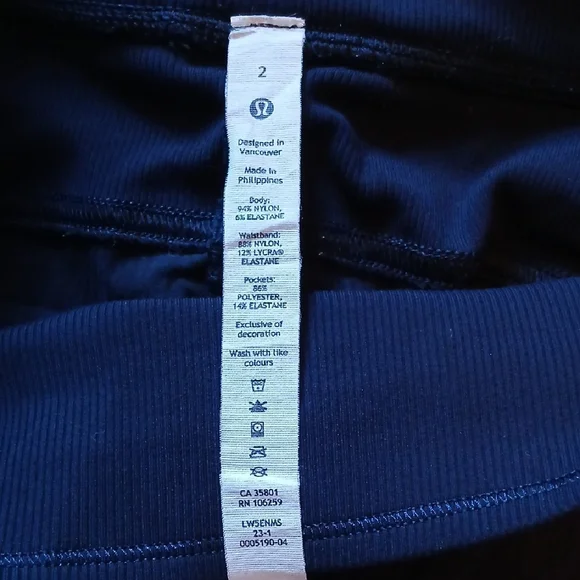 2
Designed in
Vancouver
Made in
Philippines
Body:
94% NYLON,
6% ELASTANE
Waistband:
88% NYLON,
12% LYCRA®
ELASTANE
Pockets:
86%
POLYESTER,
14% ELASTANE
Exclusive of
decoration
Wash with like
colours
CA 35801
RN 106259
LW5ENMS
23-1
0005190-04